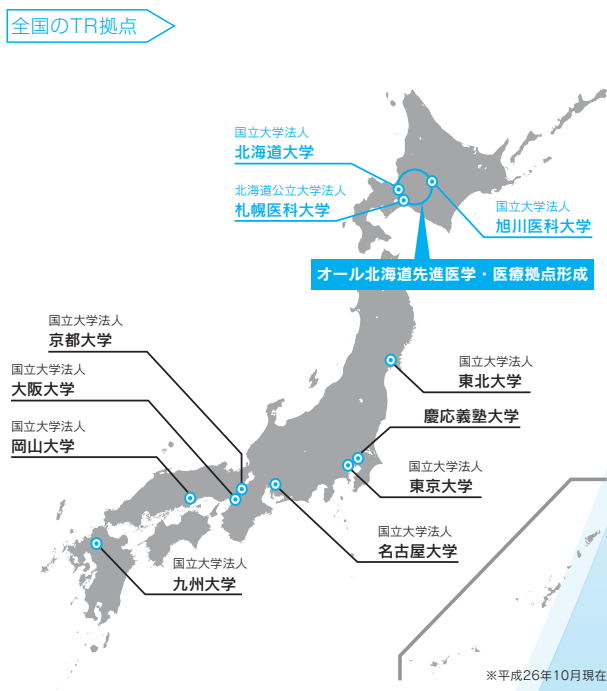 全国のTR拠点
国立大学法人
北海道大学
北海道公立大学法人
札幌医科大学
国立大学法人
旭川医科大学
オール北海道先進医学・医療拠点形成
国立大学法人
京都大学
国立大学法人
大阪大学
国立大学法人
岡山大学
国立大学法人
東北大学
慶応義塾大学
国立大学法人
東京大学
国立大学法人
名古屋大学
国立大学法人
九州大学
※平成26年10月現在